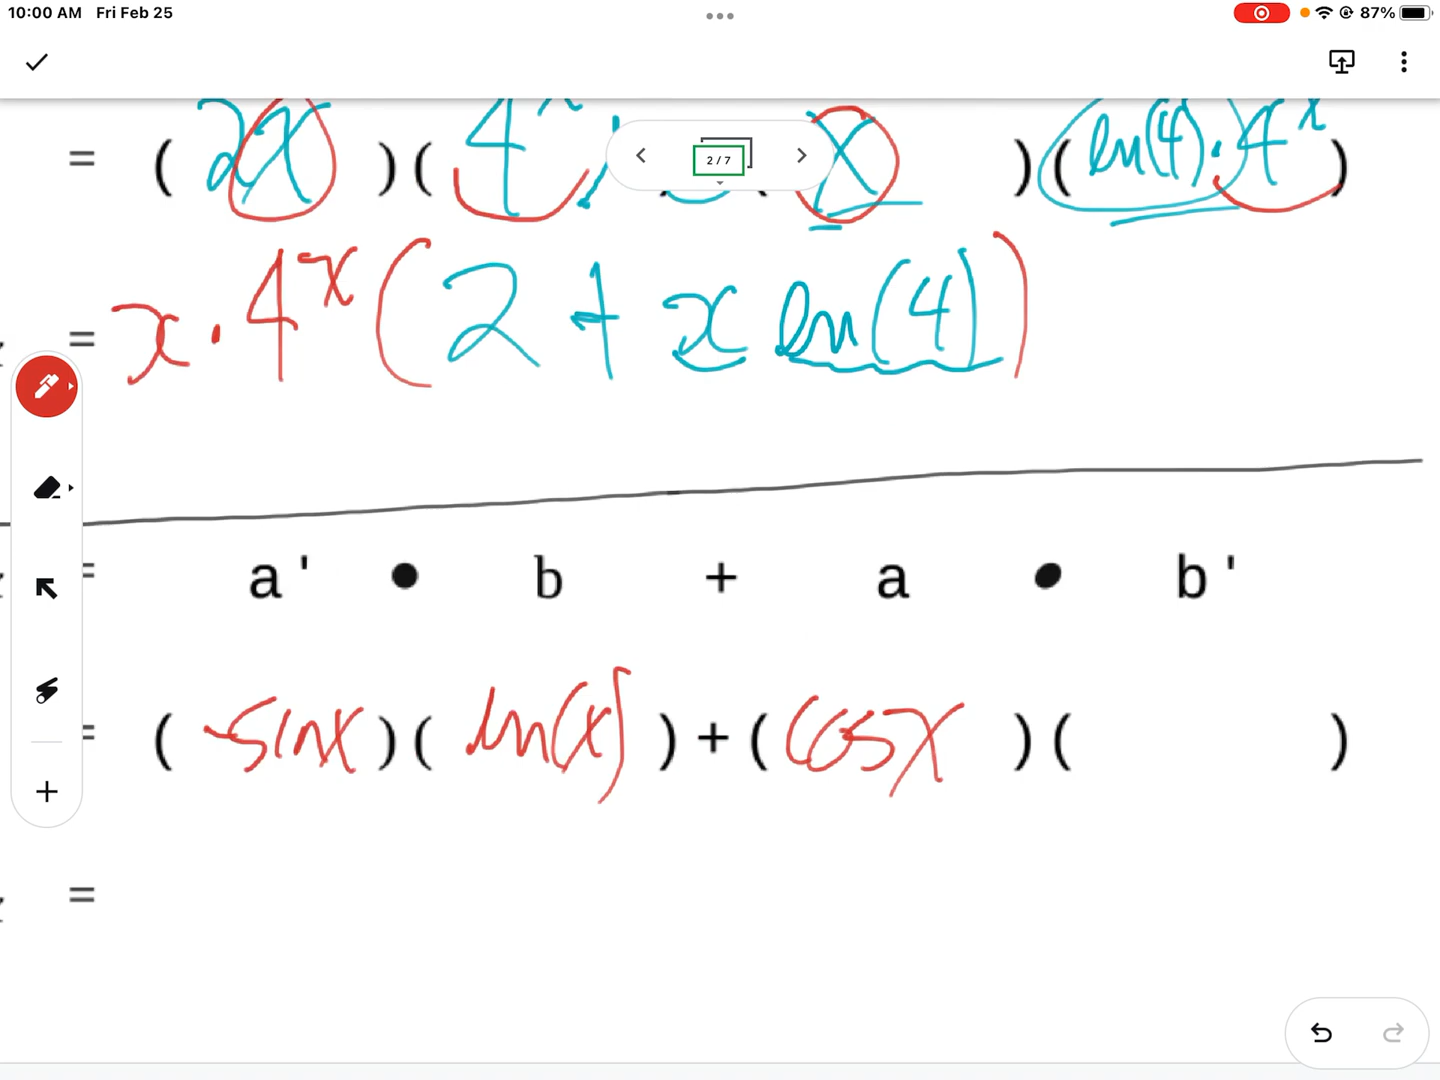 10:00 AM Fri Feb 25
87%
2 / 7
= ( 2x )( 4^x ) ( x )( ln(4) · 4^x )
= x · 4^x ( 2 + x ln(4) )
= a' • b + a • b'
= ( -sinx )( ln(x) ) + ( cosx )( )
=